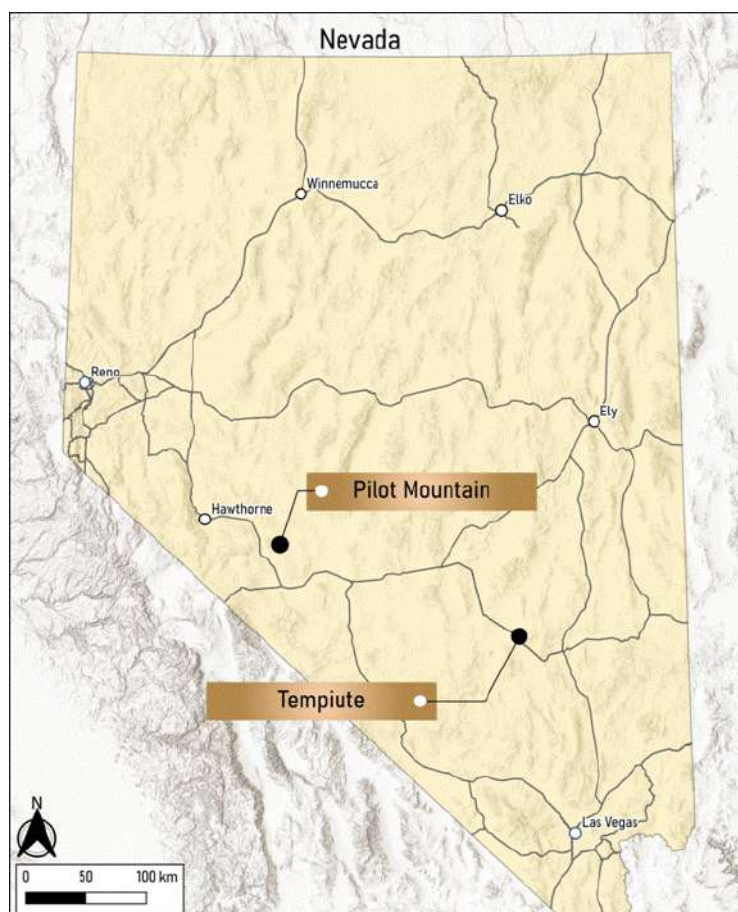 Nevada
Winnemucca
Elko
Reno
Ely
Pilot Mountain
Hawthorne
Tempiute
Las Vegas
N
0 50 100 km